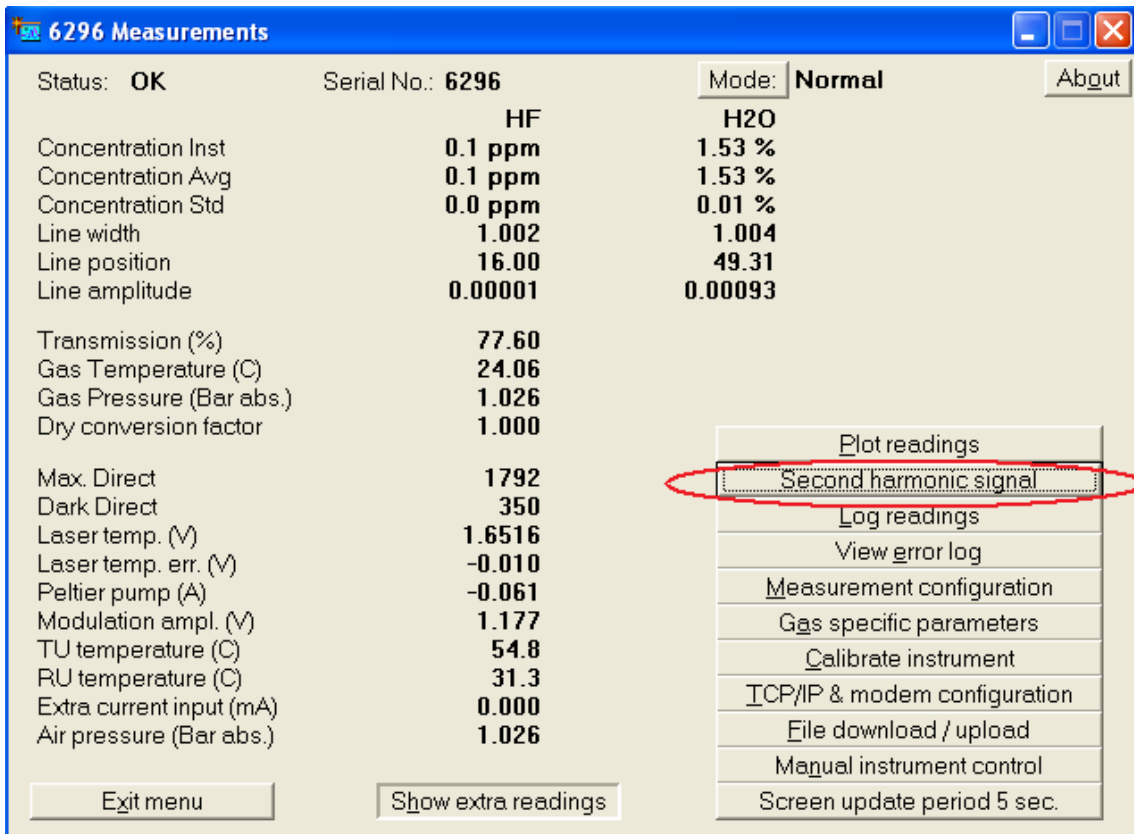 6296 Measurements
Status: OK Serial No.: 6296 Mode: Normal About
HF H2O
Concentration Inst 0.1 ppm 1.53 %
Concentration Avg 0.1 ppm 1.53 %
Concentration Std 0.0 ppm 0.01 %
Line width 1.002 1.004
Line position 16.00 49.31
Line amplitude 0.00001 0.00093
Transmission (%) 77.60
Gas Temperature (C) 24.06
Gas Pressure (Bar abs.) 1.026
Dry conversion factor 1.000
Max. Direct 1792
Dark Direct 350
Laser temp. (V) 1.6516
Laser temp. err. (V) -0.010
Peltier pump (A) -0.061
Modulation ampl. (V) 1.177
TU temperature (C) 54.8
RU temperature (C) 31.3
Extra current input (mA) 0.000
Air pressure (Bar abs.) 1.026
Plot readings
Second harmonic signal
Log readings
View error log
Measurement configuration
Gas specific parameters
Calibrate instrument
TCP/IP & modem configuration
File download / upload
Manual instrument control
Exit menu Show extra readings Screen update period 5 sec.